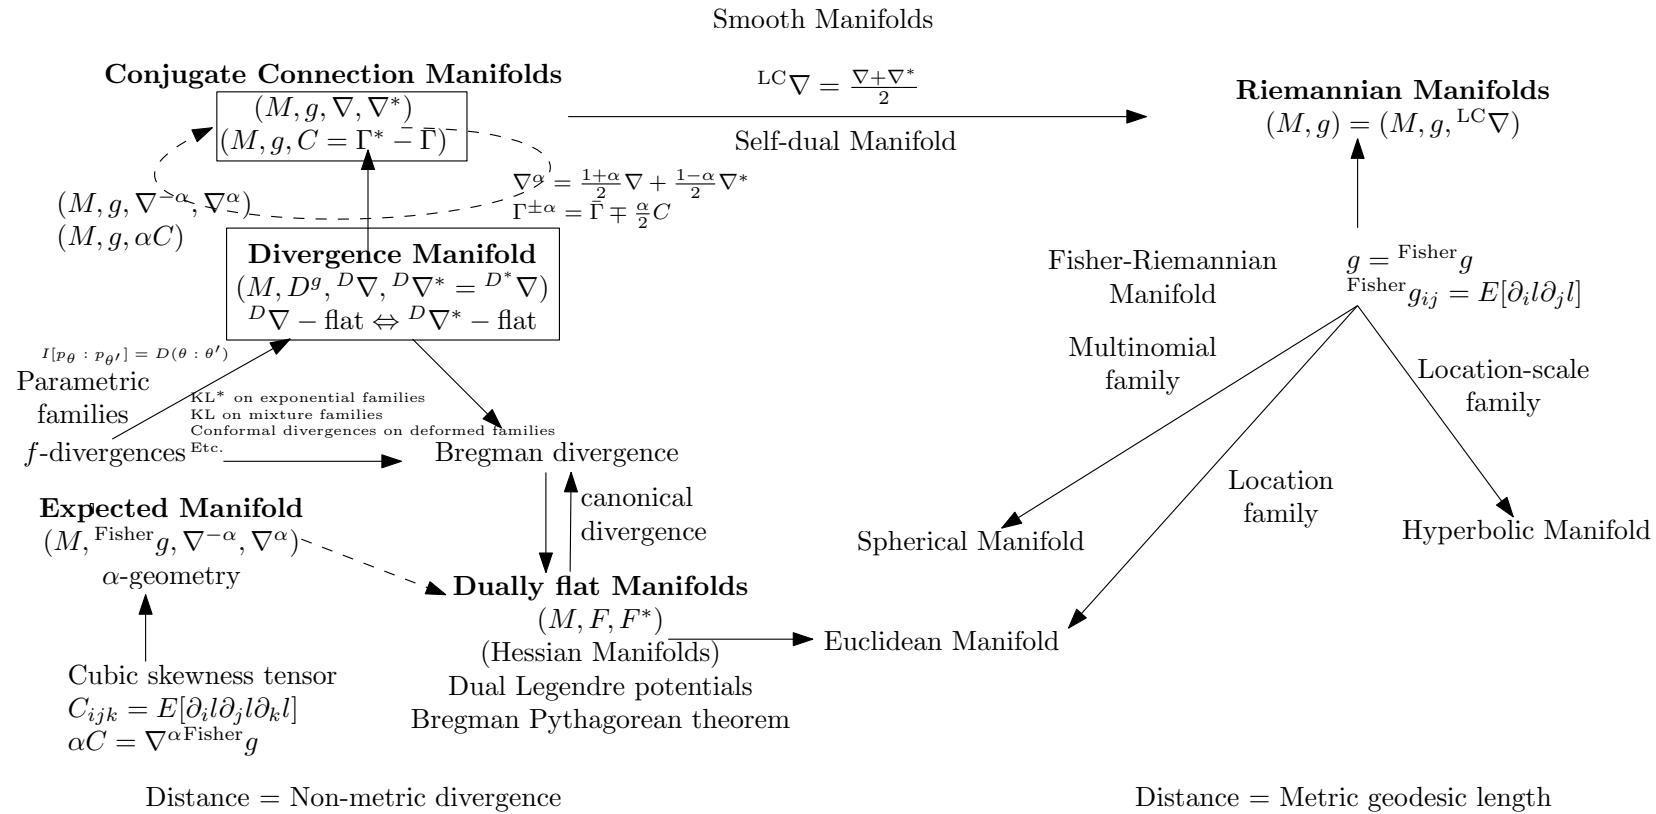 Smooth Manifolds
Conjugate Connection Manifolds
(M, g, ∇, ∇*)
(M, g, C = Γ* − Γ̄)
ᴸᶜ∇ = (∇+∇*)/2
Self-dual Manifold
Riemannian Manifolds
(M, g) = (M, g, ᴸᶜ∇)
(M, g, ∇^{−α}, ∇^α)
(M, g, αC)
∇^α = (1+α)/2 ∇ + (1−α)/2 ∇*
Γ^{±α} = Γ̄ ∓ α/2 C
Divergence Manifold
(M, D^g, ^D∇, ^D∇* = ^{D*}∇)
^D∇ − flat ⇔ ^D∇* − flat
Fisher-Riemannian
Manifold
g = ^{Fisher}g
^{Fisher}g_{ij} = E[∂_i l ∂_j l]
I[p_θ : p_{θ′}] = D(θ : θ′)
Parametric
families
KL* on exponential families
KL on mixture families
Conformal divergences on deformed families
Etc.
f-divergences
Bregman divergence
Multinomial
family
Location-scale
family
Location
family
canonical
divergence
Expected Manifold
(M, ^{Fisher}g, ∇^{−α}, ∇^α)
α-geometry
Spherical Manifold
Hyperbolic Manifold
Dually flat Manifolds
(M, F, F*)
(Hessian Manifolds)
Dual Legendre potentials
Bregman Pythagorean theorem
Euclidean Manifold
Cubic skewness tensor
C_{ijk} = E[∂_i l ∂_j l ∂_k l]
αC = ∇^{α Fisher}g
Distance = Non-metric divergence
Distance = Metric geodesic length